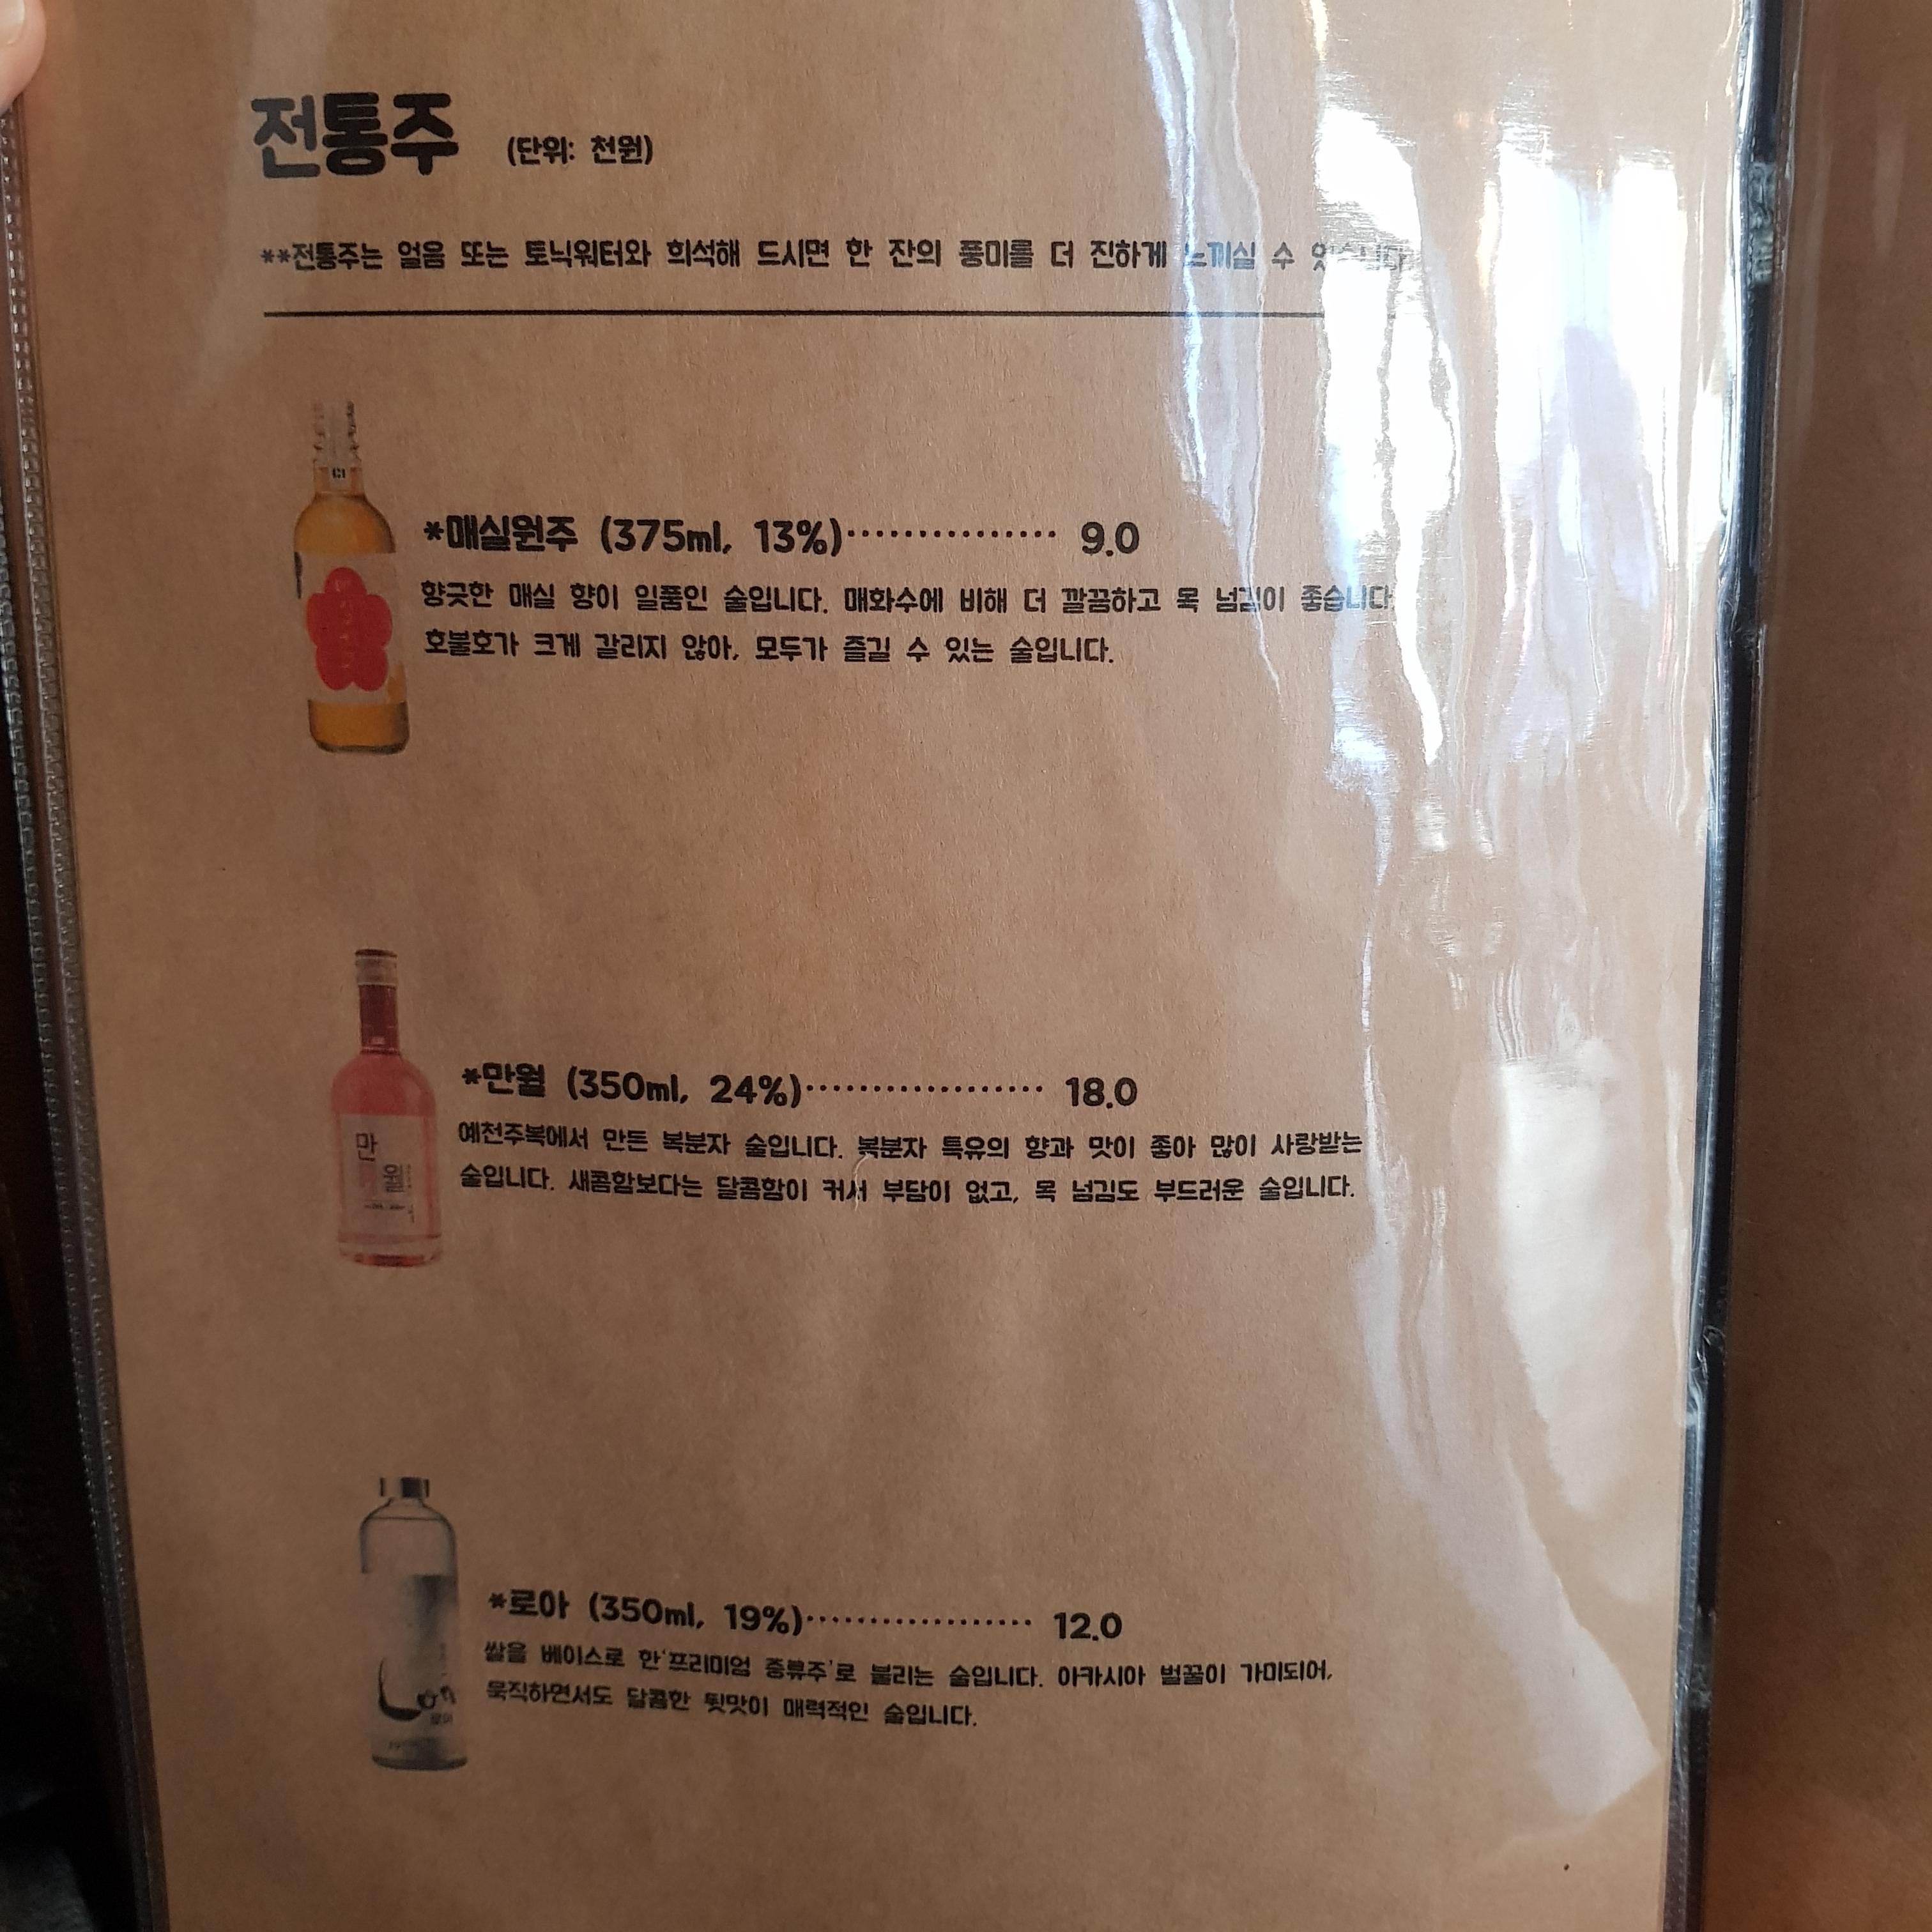 전통주 (단위: 천원)
**전통주는 얼음 또는 토닉워터와 희석해 드시면 한 잔의 풍미를 더 진하게 느끼실 수 있습니다
*매실원주 (375ml, 13%)............... 9.0
향긋한 매실 향이 일품인 술입니다. 매화수에 비해 더 깔끔하고 목 넘김이 좋습니다.
호불호가 크게 갈리지 않아, 모두가 즐길 수 있는 술입니다.
*만월 (350ml, 24%).................. 18.0
예천주복에서 만든 복분자 술입니다. 복분자 특유의 향과 맛이 좋아 많이 사랑받는
술입니다. 새콤함보다는 달콤함이 커서 부담이 없고, 목 넘김도 부드러운 술입니다.
만
월
*로아 (350ml, 19%).................. 12.0
쌀을 베이스로 한'프리미엄 증류주'로 불리는 술입니다. 아카시아 벌꿀이 가미되어,
묵직하면서도 달콤한 뒷맛이 매력적인 술입니다.
로아